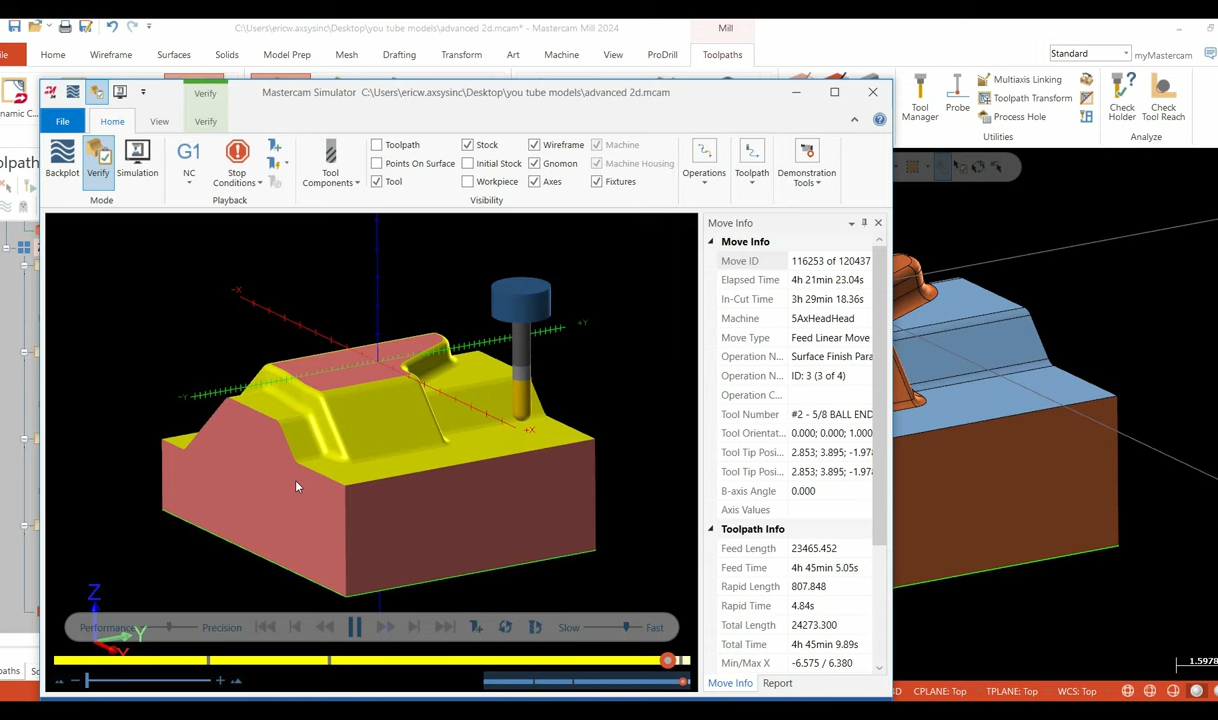 C:\Users\ericw.axsysinc\Desktop\you tube models\advanced 2d.mcam* - Mastercam Mill 2024
Mill
Home Wireframe Surfaces Solids Model Prep Mesh Drafting Transform Art Machine View ProDrill Toolpaths
Standard
myMastercam
Mastercam Simulator C:\Users\ericw.axsysinc\Desktop\you tube models\advanced 2d.mcam
Verify
File Home View Verify
Backplot Verify Simulation
Mode
G1
NC
Stop Conditions
Playback
Tool Components
Toolpath
Stock
Wireframe
Machine
Points On Surface
Initial Stock
Gnomon
Machine Housing
Tool
Workpiece
Axes
Fixtures
Visibility
Operations
Toolpath
Demonstration Tools
Tool Manager
Probe
Multiaxis Linking
Toolpath Transform
Process Hole
Utilities
Check Holder
Check Tool Reach
Analyze
-X
+Y
-Y
+X
Z
Y
Performance Precision
Slow Fast
Move Info
Move Info
Move ID 116253 of 120437
Elapsed Time 4h 21min 23.04s
In-Cut Time 3h 29min 18.36s
Machine 5AxHeadHead
Move Type Feed Linear Move
Operation N... Surface Finish Para
Operation N... ID: 3 (3 of 4)
Operation C...
Tool Number #2 - 5/8 BALL END
Tool Orientat... 0.000; 0.000; 1.000
Tool Tip Posi... 2.853; 3.895; -1.978
Tool Tip Posi... 2.853; 3.895; -1.978
B-axis Angle 0.000
Axis Values
Toolpath Info
Feed Length 23465.452
Feed Time 4h 45min 5.05s
Rapid Length 807.848
Rapid Time 4.84s
Total Length 24273.300
Total Time 4h 45min 9.89s
Min/Max X -6.575 / 6.380
Move Info Report
CPLANE: Top TPLANE: Top WCS: Top